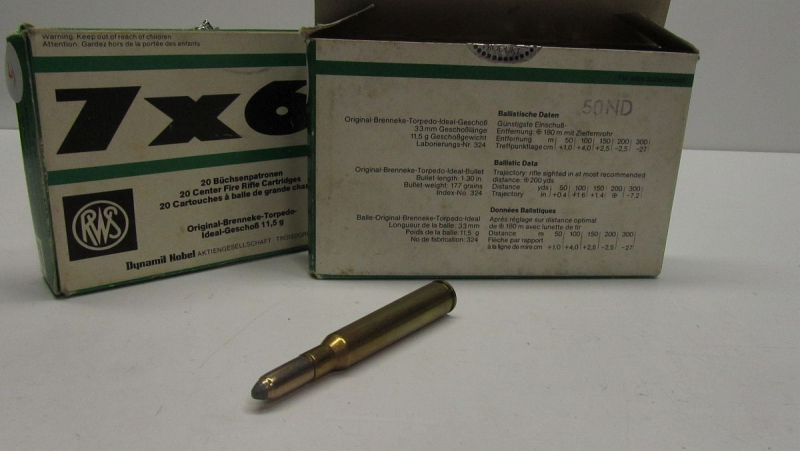 Warning. Keep out of reach of children
Attention. Gardez hors de la portée des enfants
7x6
20 Büchsenpatronen
20 Center Fire Rifle Cartridges
20 Cartouches à balle de grande
RWS
Original-Brenneke-Torpedo-
Ideal-Geschoß 11,5 g
Dynamit Nobel AKTIENGESELLSCHAFT
Original-Brenneke-Torpedo-Ideal-Geschoß
33 mm Geschoßlänge
11,5 g Geschoßgewicht
Laborierungs-Nr. 324
Original-Brenneke-Torpedo-Ideal-Bullet
Bullet-length: 1.30 in.
Bullet-weight: 177 grains
Index-No. 324
Balle-Original-Brenneke-Torpedo-Ideal
Longueur de la balle: 33 mm
Poids de la balle: 11,5 g
No de fabrication: 324
50ND
Ballistische Daten
Günstigste Einschuß-
Entfernung: ⊕ 180 m mit Zielfernrohr
Entfernung m | 50 | 100 | 150 | 200 | 300 |
Treffpunktlage cm | +1,0 | +4,0 | +2,5 | -2,5 | -27
Ballistic Data
Trajectory: rifle sighted in at most recommended
distance: ⊕ 200 yds
Distance yds | 50 | 100 | 150 | 200 | 300 |
Trajectory in | +0.4 | +1.6 | +1.4 | ⊕ | -7.2 |
Données Balistiques
Après réglage sur distance optimal
de ⊕ 180 m avec lunette de tir
Distance m | 50 | 100 | 150 | 200 | 300 |
Flèche par rapport
à la ligne de mire cm | +1,0 | +4,0 | +2,5 | -2,5 | -27